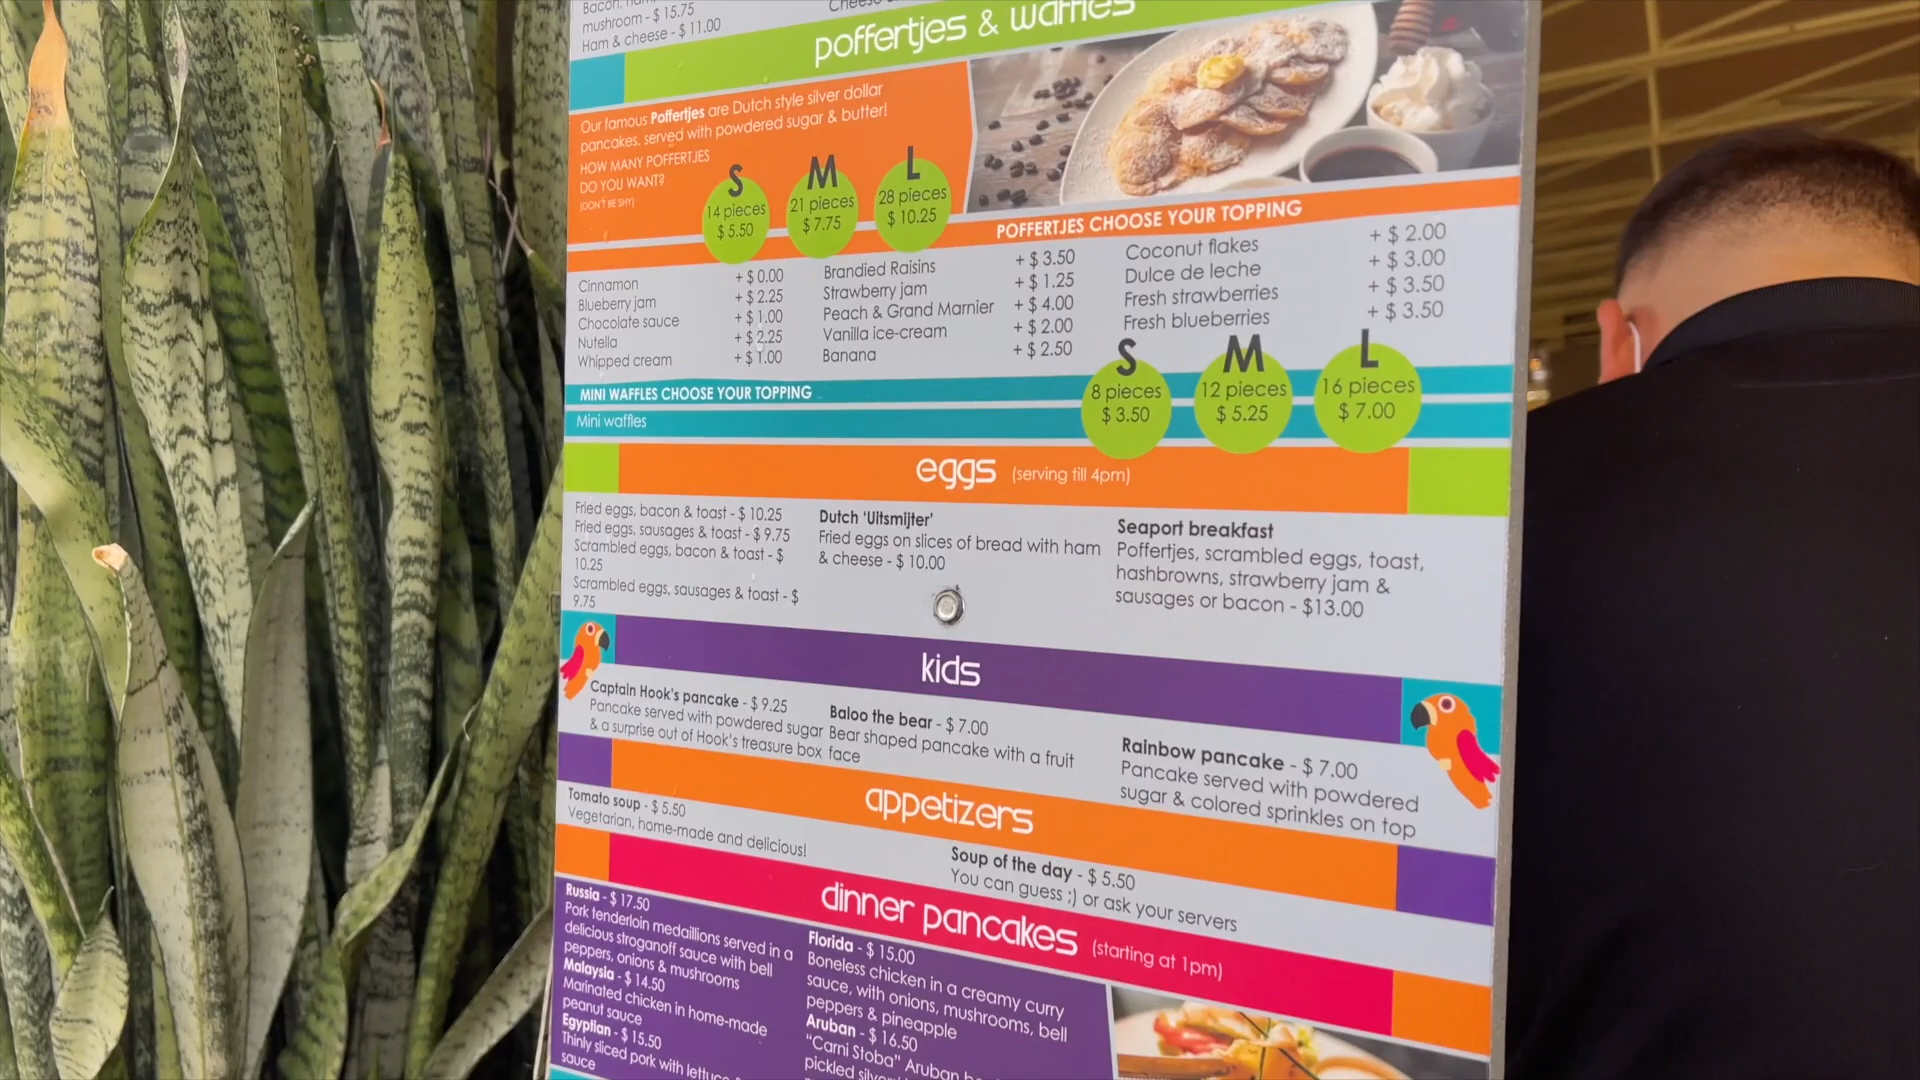 mushroom - $ 15.75
Ham & cheese - $ 11.00
poffertjes & waffles
Our famous Poffertjes are Dutch style silver dollar
pancakes, served with powdered sugar & butter!
HOW MANY POFFERTJES
DO YOU WANT?
(DON'T BE SHY)
S
14 pieces
$ 5.50
M
21 pieces
$ 7.75
L
28 pieces
$ 10.25
POFFERTJES CHOOSE YOUR TOPPING
Cinnamon + $ 0.00
Blueberry jam + $ 2.25
Chocolate sauce + $ 1.00
Nutella + $ 2.25
Whipped cream + $ 1.00
Brandied Raisins + $ 3.50
Strawberry jam + $ 1.25
Peach & Grand Marnier + $ 4.00
Vanilla ice-cream + $ 2.00
Banana + $ 2.50
Coconut flakes + $ 2.00
Dulce de leche + $ 3.00
Fresh strawberries + $ 3.50
Fresh blueberries + $ 3.50
MINI WAFFLES CHOOSE YOUR TOPPING
Mini waffles
S
8 pieces
$ 3.50
M
12 pieces
$ 5.25
L
16 pieces
$ 7.00
eggs (serving till 4pm)
Fried eggs, bacon & toast - $ 10.25
Fried eggs, sausages & toast - $ 9.75
Scrambled eggs, bacon & toast - $
10.25
Scrambled eggs, sausages & toast - $
9.75
Dutch 'Uitsmijter'
Fried eggs on slices of bread with ham
& cheese - $ 10.00
Seaport breakfast
Poffertjes, scrambled eggs, toast,
hashbrowns, strawberry jam &
sausages or bacon - $13.00
kids
Captain Hook's pancake - $ 9.25
Pancake served with powdered sugar
& a surprise out of Hook's treasure box
Baloo the bear - $ 7.00
Bear shaped pancake with a fruit
face
Rainbow pancake - $ 7.00
Pancake served with powdered
sugar & colored sprinkles on top
appetizers
Tomato soup - $ 5.50
Vegetarian, home-made and delicious!
Soup of the day - $ 5.50
You can guess ;) or ask your servers
dinner pancakes (starting at 1pm)
Russia - $ 17.50
Pork tenderloin medaillions served in a
delicious stroganoff sauce with bell
peppers, onions & mushrooms
Malaysia - $ 14.50
Marinated chicken in home-made
peanut sauce
Egyptian - $ 15.50
Thinly sliced pork with lettuce
sauce
Florida - $ 15.00
Boneless chicken in a creamy curry
sauce, with onions, mushrooms, bell
peppers & pineapple
Aruban - $ 16.50
"Carni Stoba" Aruban
pickled